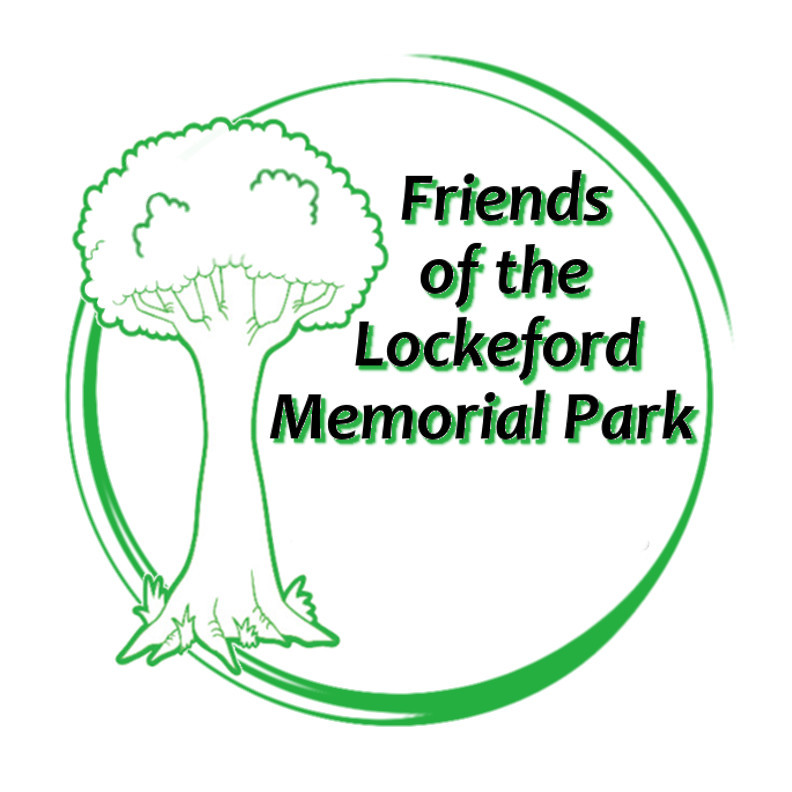 Friends
of the
Lockeford
Memorial Park